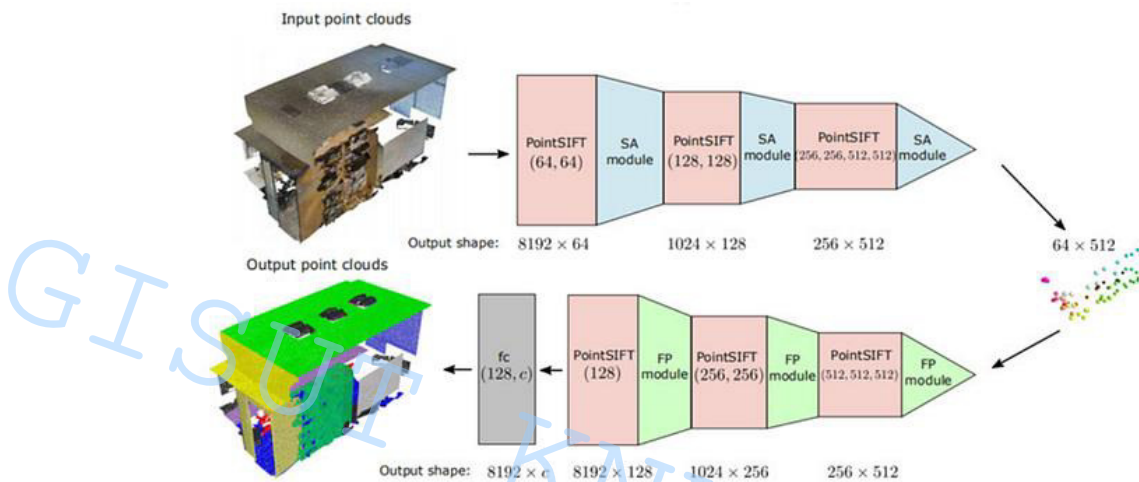 Input point clouds
PointSIFT
(64, 64)
SA
module
PointSIFT
(128, 128)
SA
module
PointSIFT
(256, 256, 512, 512)
SA
module
Output shape:
8192 × 64
1024 × 128
256 × 512
64 × 512
Output point clouds
fc
(128, c)
PointSIFT
(128)
FP
module
PointSIFT
(256, 256)
FP
module
PointSIFT
(512, 512, 512)
FP
module
Output shape:
8192 × c
8192 × 128
1024 × 256
256 × 512
GISUT